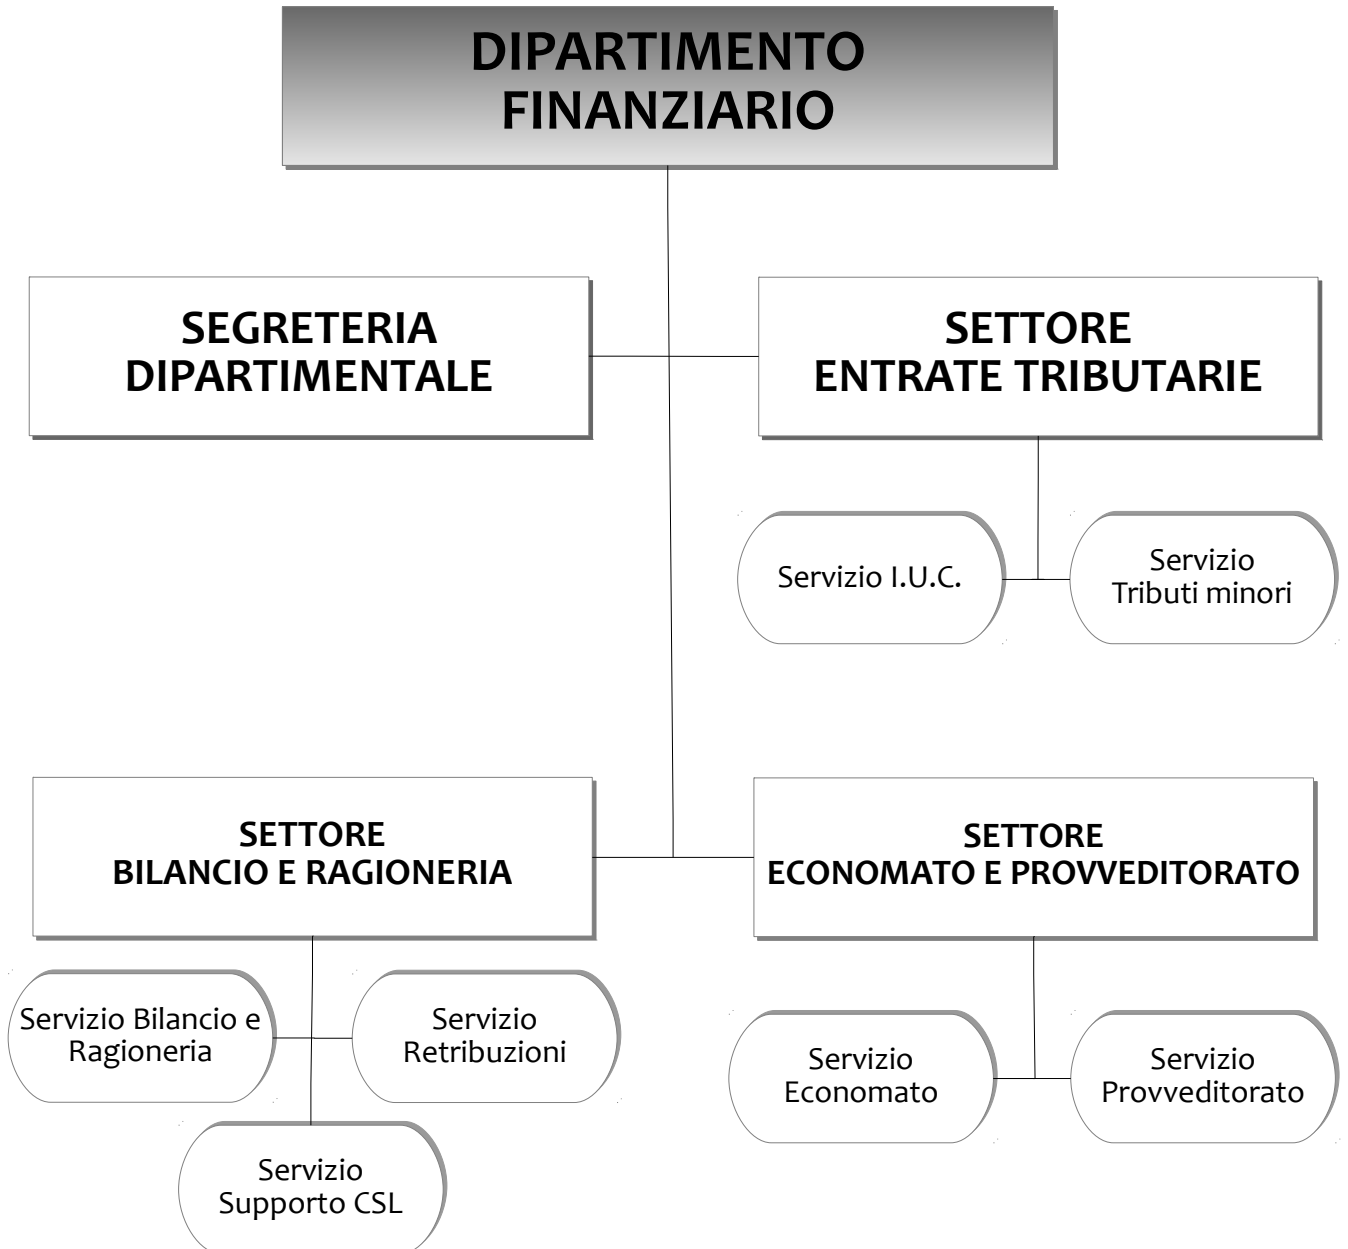 DIPARTIMENTO
FINANZIARIO
SEGRETERIA
DIPARTIMENTALE
SETTORE
ENTRATE TRIBUTARIE
Servizio I.U.C.
Servizio
Tributi minori
SETTORE
BILANCIO E RAGIONERIA
SETTORE
ECONOMATO E PROVVEDITORATO
Servizio Bilancio e
Ragioneria
Servizio
Retribuzioni
Servizio
Supporto CSL
Servizio
Economato
Servizio
Provveditorato